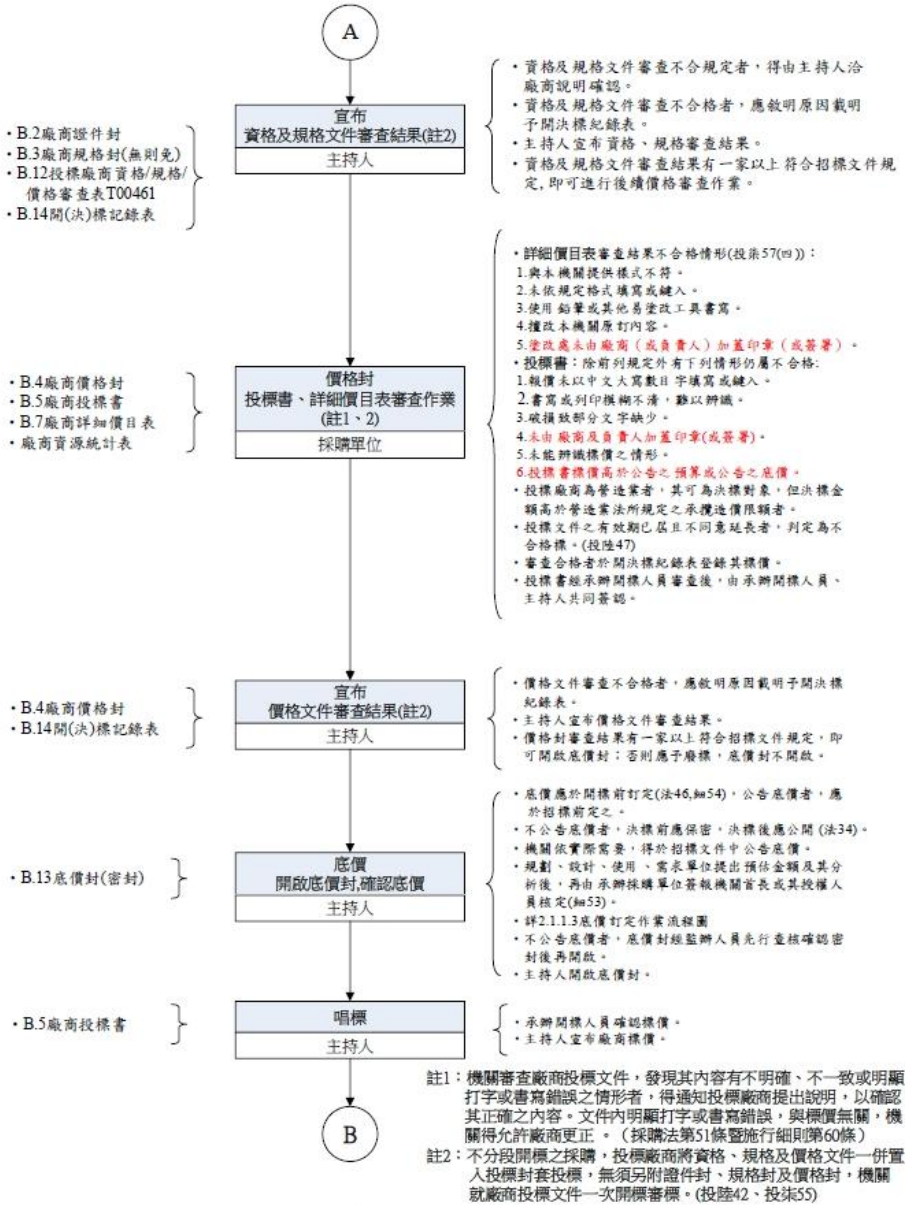 A
宣布
資格及規格文件審查結果(註2)
主持人
・B.2廠商證件封
・B.3廠商規格封(無則免)
・B.12投標廠商資格/規格/
價格審查表T00461
・B.14開(決)標記錄表
・資格及規格文件審查不合規定者，得由主持人洽
廠商說明確認。
・資格及規格文件審查不合格者，應敘明原因載明
予開決標紀錄表。
・主持人宣布資格、規格審查結果。
・資格及規格文件審查結果有一家以上符合招標文件規
定,即可進行後續價格審查作業。
價格封
投標書、詳細價目表審查作業
(註1、2)
採購單位
・B.4廠商價格封
・B.5廠商投標書
・B.7廠商詳細價目表
・廠商資源統計表
・詳細價目表審查結果不合格情形(投柒57(四))：
1.與本機關提供樣式不符。
2.未依規定格式填寫或鍵入。
3.使用鉛筆或其他易塗改工具書寫。
4.擅改本機關原訂內容。
5.塗改處未由廠商（或負責人）加蓋印章（或簽署）。
・投標書：除前列規定外有下列情形仍屬不合格:
1.報價未以中文大寫數目字填寫或鍵入。
2.書寫或列印模糊不清，難以辨識。
3.破損致部分文字缺少。
4.未由廠商及負責人加蓋印章(或簽署)。
5.未能辨識標價之情形。
6.投標書標價高於公告之預算或公告之底價。
・投標廠商為營造業者，其可為決標對象，但決標金
額高於營造業法所規定之承攬造價限額者。
・投標文件之有效期已屆且不同意延長者，判定為不
合格標。(投陸47)
・審查合格者於開決標紀錄表登錄其標價。
・投標書經承辦開標人員審查後，由承辦開標人員、
主持人共同簽認。
宣布
價格文件審查結果(註2)
主持人
・B.4廠商價格封
・B.14開(決)標記錄表
・價格文件審查不合格者，應敘明原因載明予開決標
紀錄表。
・主持人宣布價格文件審查結果。
・價格封審查結果有一家以上符合招標文件規定，即
可開啟底價封；否則應予廢標，底價封不開啟。
底價
開啟底價封,確認底價
主持人
・B.13底價封(密封)
・底價應於開標前訂定(法46,細54)，公告底價者，應
於招標前定之。
・不公告底價者，決標前應保密，決標後應公開 (法34)。
・機關依實際需要，得於招標文件中公告底價。
・規劃、設計、使用、需求單位提出預估金額及其分
析後，再由承辦採購單位簽報機關首長或其授權人
員核定(細53)。
・詳2.1.1.3底價訂定作業流程圖
・不公告底價者，底價封經監辦人員先行查核確認密
封後再開啟。
・主持人開啟底價封。
唱標
主持人
・B.5廠商投標書
・承辦開標人員確認標價。
・主持人宣布廠商標價。
B
註1：機關審查廠商投標文件，發現其內容有不明確、不一致或明顯
打字或書寫錯誤之情形者，得通知投標廠商提出說明，以確認
其正確之內容。文件內明顯打字或書寫錯誤，與標價無關，機
關得允許廠商更正 。（採購法第51條暨施行細則第60條）
註2：不分段開標之採購，投標廠商將資格、規格及價格文件一併置
入投標封套投標，無須另附證件封、規格封及價格封，機關
就廠商投標文件一次開標審標。(投陸42、投柒55)